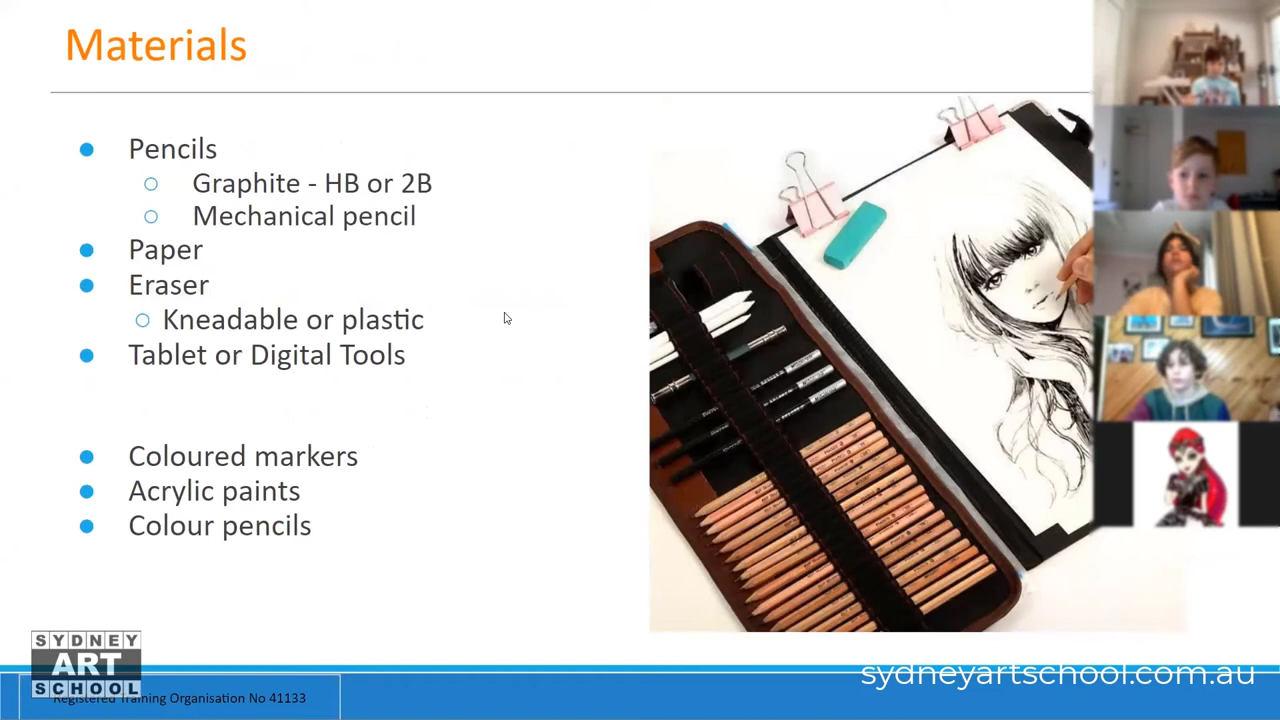 Materials
Pencils
Graphite - HB or 2B
Mechanical pencil
Paper
Eraser
Kneadable or plastic
Tablet or Digital Tools
Coloured markers
Acrylic paints
Colour pencils
SYDNEY
ART
SCHOOL
Registered Training Organisation No 41133
sydneyartschool.com.au